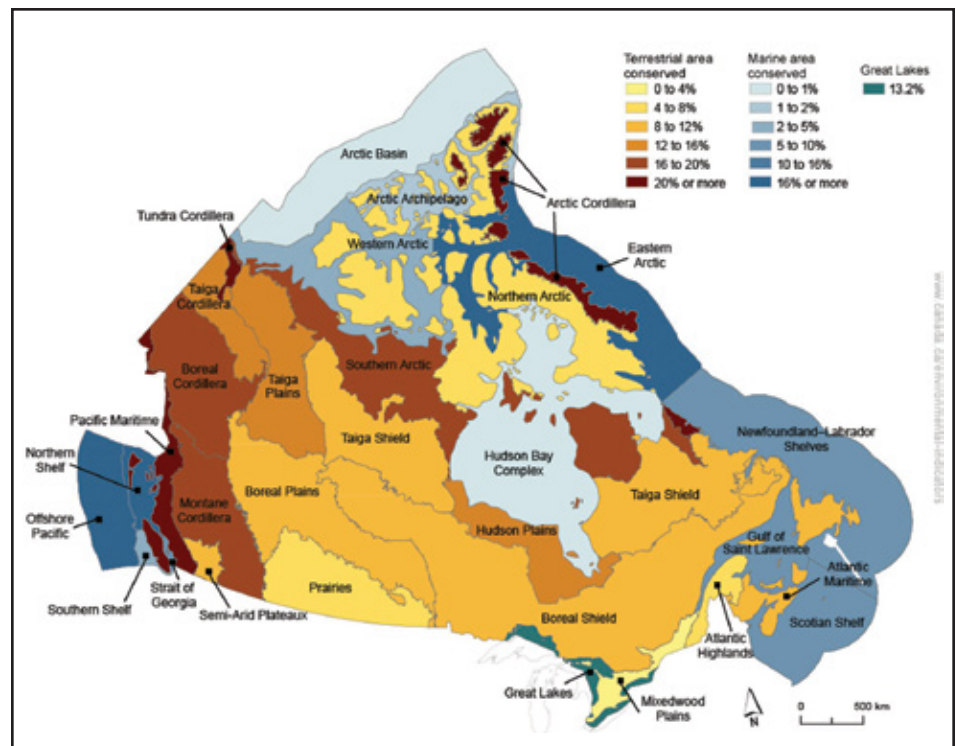 Terrestrial area
conserved
0 to 4%
4 to 8%
8 to 12%
12 to 16%
16 to 20%
20% or more
Marine area
conserved
0 to 1%
1 to 2%
2 to 5%
5 to 10%
10 to 16%
16% or more
Great Lakes
13.2%
Arctic Basin
Arctic Archipelago
Arctic Cordillera
Tundra Cordillera
Western Arctic
Eastern
Arctic
Taiga
Cordillera
Northern Arctic
Southern Arctic
Boreal
Cordillera
Taiga
Plains
Pacific Maritime
Northern
Shelf
Taiga Shield
Newfoundland–Labrador
Shelves
Hudson Bay
Complex
Boreal Plains
Taiga Shield
Offshore
Pacific
Montane
Cordillera
Hudson Plains
Gulf of
Saint Lawrence
Atlantic
Maritime
Southern Shelf
Strait of
Georgia
Semi-Arid Plateaux
Prairies
Boreal Shield
Scotian Shelf
Atlantic
Highlands
Great Lakes
Mixedwood
Plains
N
0
500 km